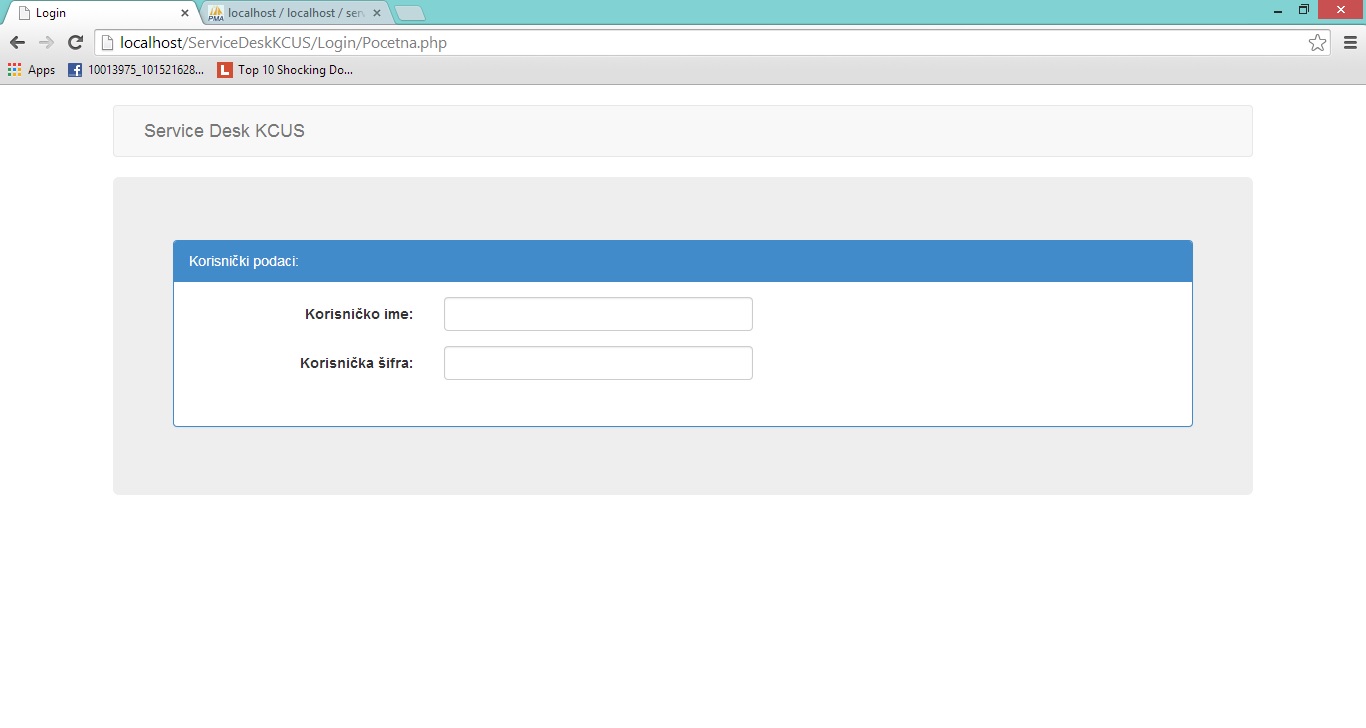 Login
localhost / localhost / ser
localhost/ServiceDeskKCUS/Login/Pocetna.php
Apps
10013975_101521628...
Top 10 Shocking Do...
Service Desk KCUS
Korisnički podaci:
Korisničko ime:
Korisnička šifra: